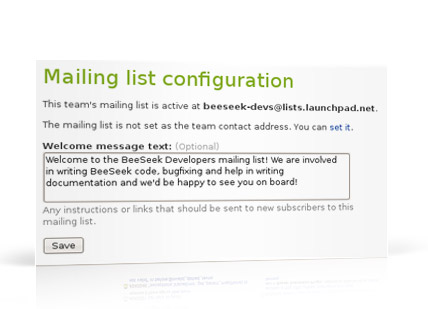 Mailing list configuration
This team's mailing list is active at beeseek-devs@lists.launchpad.net.
The mailing list is not set as the team contact address. You can set it.
Welcome message text: (Optional)
Welcome to the BeeSeek Developers mailing list! We are involved
in writing BeeSeek code, bugfixing and help in writing
documentation and we'd be happy to see you on board!
Any instructions or links that should be sent to new subscribers to this
mailing list.
Save